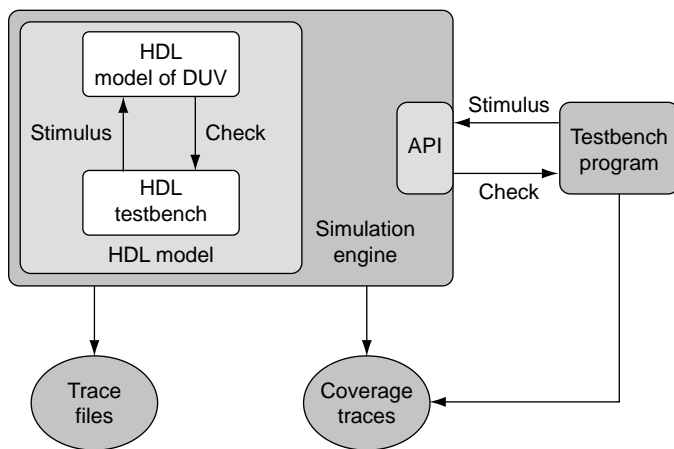 HDL
model of DUV
Stimulus
Check
HDL
testbench
HDL model
Simulation
engine
API
Stimulus
Check
Testbench
program
Trace
files
Coverage
traces